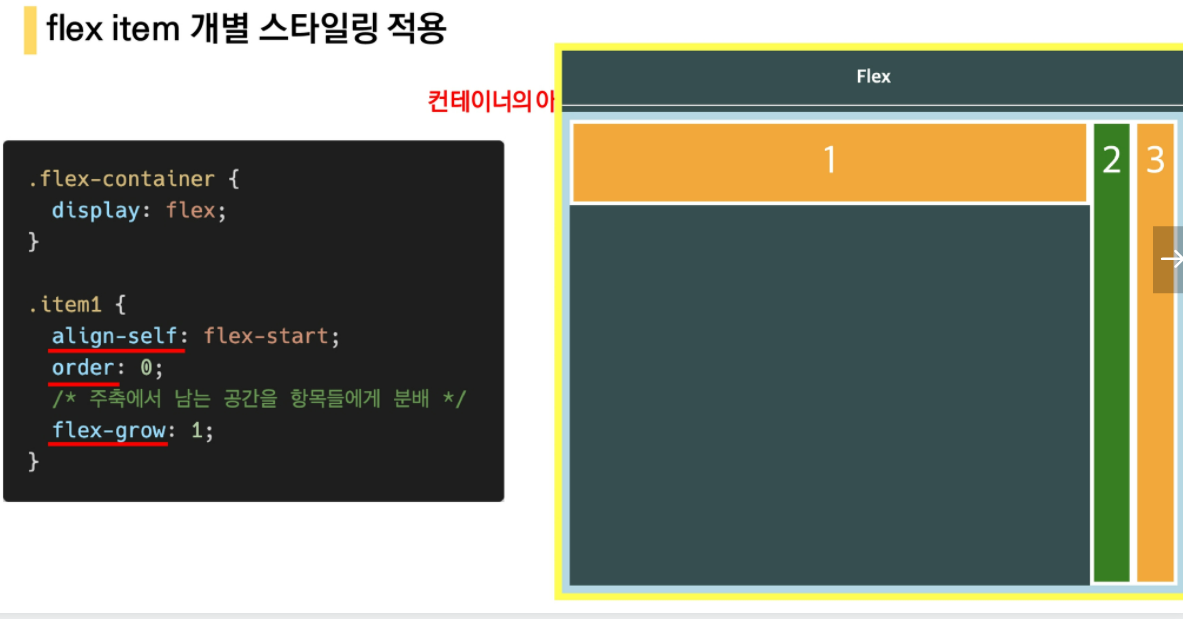 flex item 개별 스타일링 적용
컨테이너의 아
.flex-container {
display: flex;
}
.item1 {
align-self: flex-start;
order: 0;
/* 주축에서 남는 공간을 항목들에게 분배 */
flex-grow: 1;
}
Flex
1 2 3